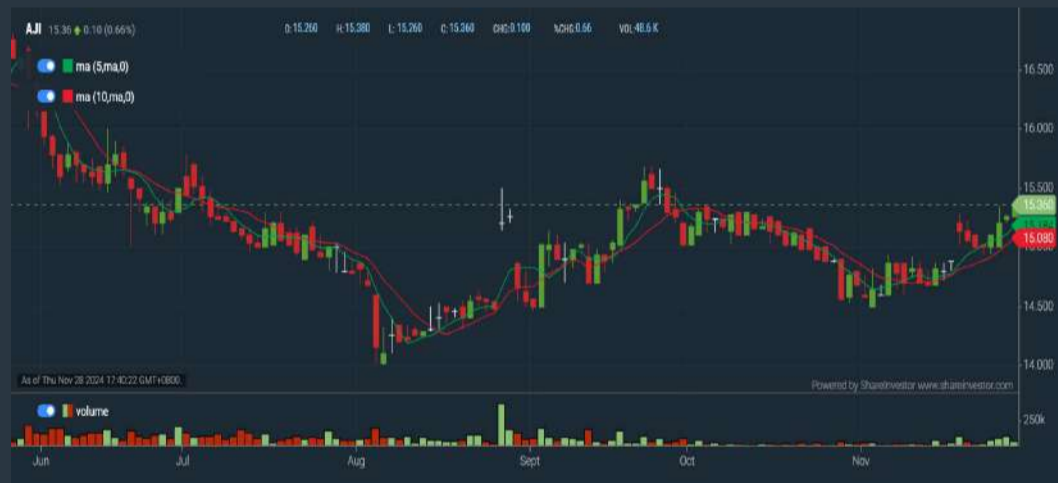 AJI 15.36 0.10 (0.66%) O: 15.260 H: 15.380 L: 15.260 C: 15.360 CHG: 0.100 %CHG: 0.66 VOL: 48.6 K
ma (5,ma,0)
ma (10,ma,0)
16.500
16.000
15.500
15.360
15.080
14.500
14.000
As of Thu Nov 28 2024 17:40:22 GMT+0800.
Powered by ShareInvestor www.shareinvestor.com
volume
250k
Jun Jul Aug Sept Oct Nov